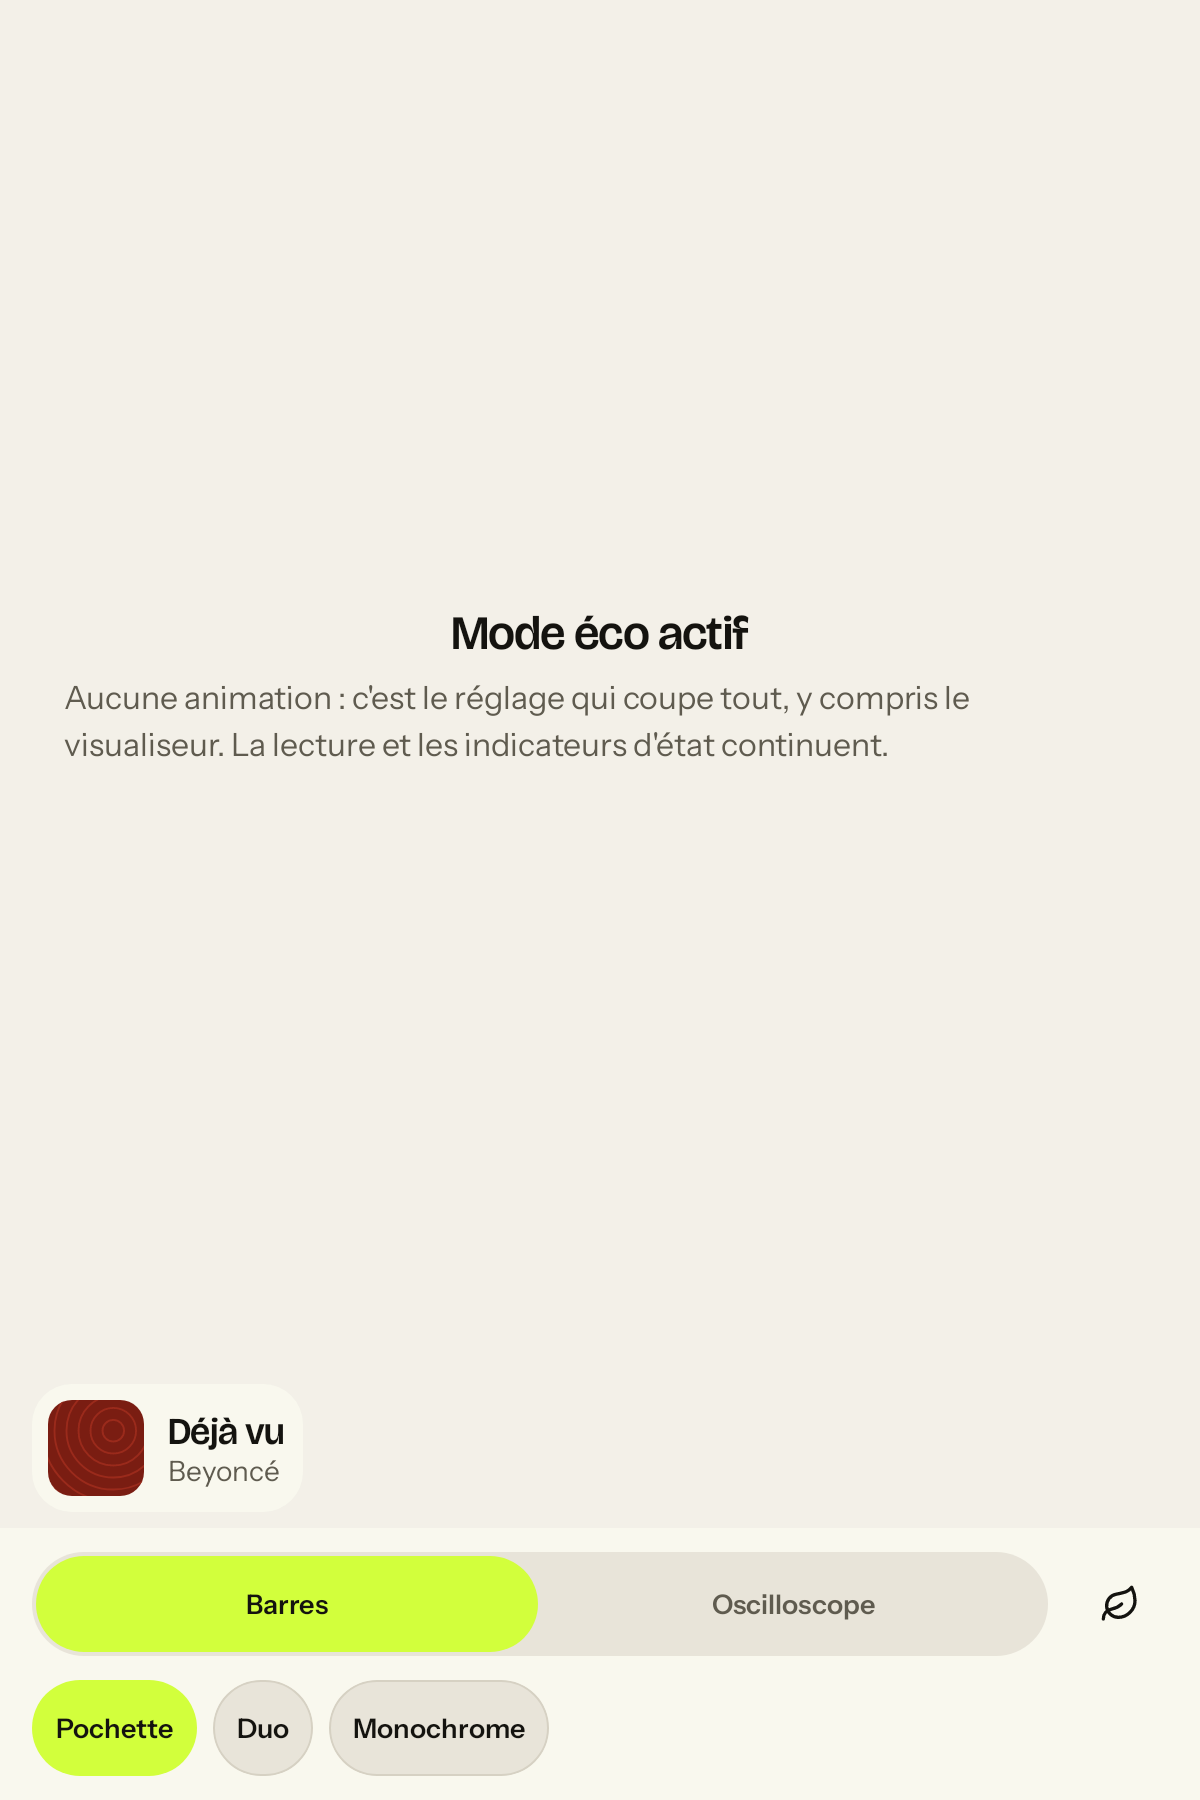 Mode éco actif
Aucune animation : c'est le réglage qui coupe tout, y compris le
visualiseur. La lecture et les indicateurs d'état continuent.
Déjà vu
Beyoncé
Barres
Oscilloscope
Pochette
Duo
Monochrome